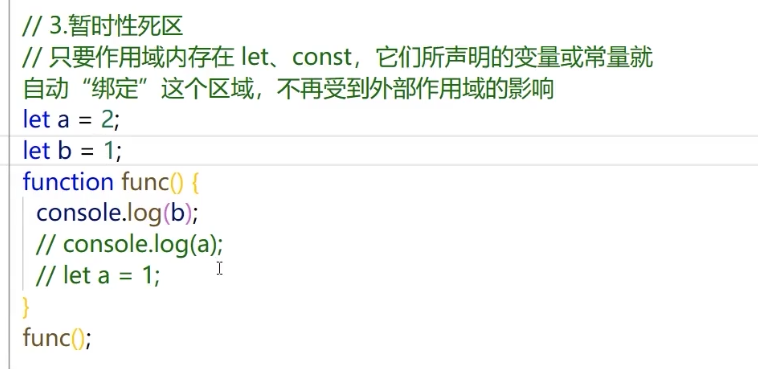 // 3.暂时性死区
// 只要作用域内存在 let、const，它们所声明的变量或常量就
自动“绑定”这个区域，不再受到外部作用域的影响
let a = 2;
let b = 1;
function func() {
console.log(b);
// console.log(a);
// let a = 1;
}
func();